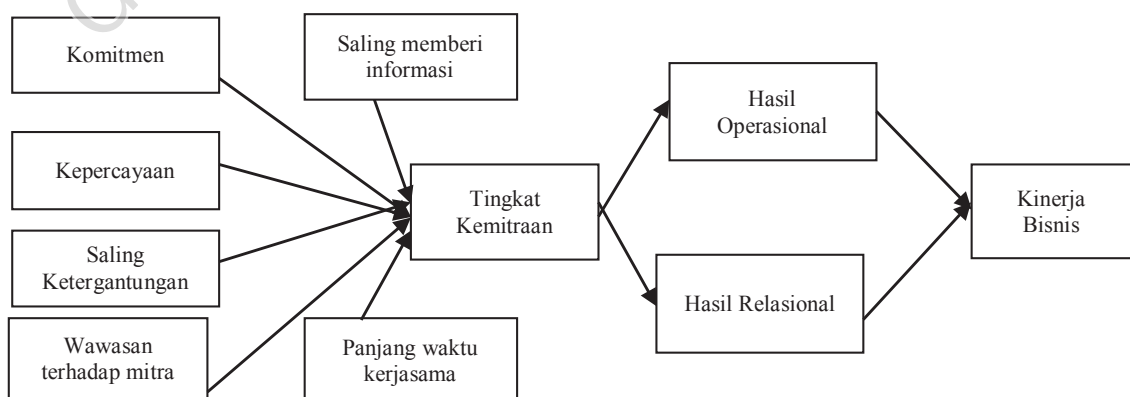 Komitmen
Saling memberi
informasi
Kepercayaan
Saling
Ketergantungan
Wawasan
terhadap mitra
Panjang waktu
kerjasama
Tingkat
Kemitraan
Hasil
Operasional
Hasil Relasional
Kinerja
Bisnis